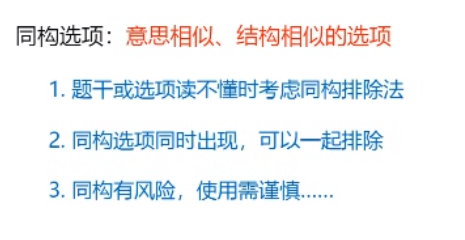 同构选项：意思相似、结构相似的选项
1. 题干或选项读不懂时考虑同构排除法
2. 同构选项同时出现，可以一起排除
3. 同构有风险，使用需谨慎......